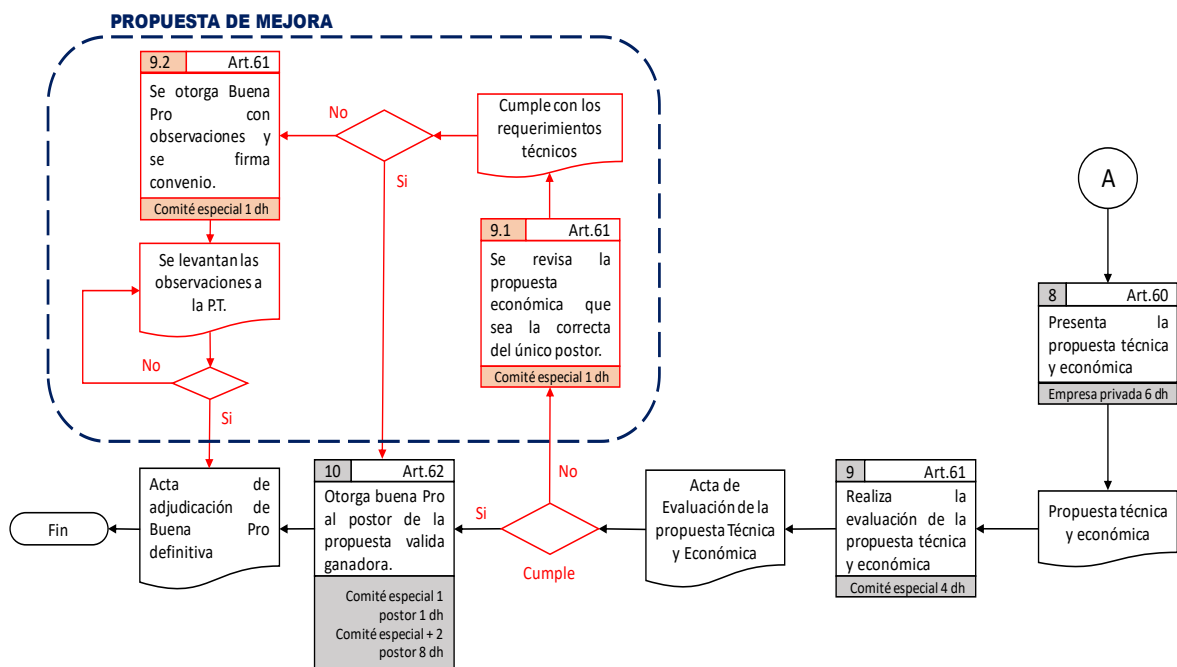 PROPUESTA DE MEJORA
9.2 Art.61
Se otorga Buena
Pro con
observaciones y
se firma
convenio.
Comité especial 1 dh
No
Si
Cumple con los
requerimientos
técnicos
9.1 Art.61
Se revisa la
propuesta
económica que
sea la correcta
del único postor.
Comité especial 1 dh
Se levantan las
observaciones a
la P.T.
No
Si
A
8 Art.60
Presenta la
propuesta técnica
y económica
Empresa privada 6 dh
Propuesta técnica
y económica
9 Art.61
Realiza la
evaluación de la
propuesta técnica
y económica
Comité especial 4 dh
Acta de
Evaluación de la
propuesta Técnica
y Económica
No
Si
Cumple
10 Art.62
Otorga buena Pro
al postor de la
propuesta valida
ganadora.
Comité especial 1
postor 1 dh
Comité especial + 2
postor 8 dh
Acta de
adjudicación de
Buena Pro
definitiva
Fin